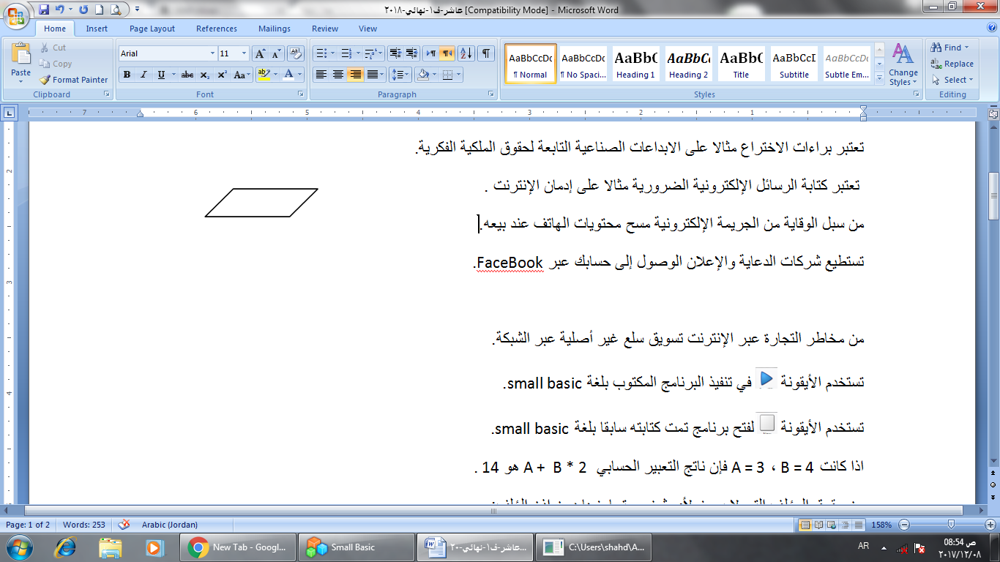 عاشر-ف١-نهائي-٢٠١٨ [Compatibility Mode] - Microsoft Word
Home Insert Page Layout References Mailings Review View
Paste
Cut
Copy
Format Painter
Clipboard
Arial 11
Font
Paragraph
AaBbCcDc AaBbCcDc AaBbC AaBbCc AaBbC AaBbCcI AaBbCcDc
¶ Normal ¶ No Spaci... Heading 1 Heading 2 Title Subtitle Subtle Em...
Change Styles
Styles
Find
Replace
Select
Editing
7 6 5 4 3 2 1
تعتبر براءات الاختراع مثالا على الابداعات الصناعية التابعة لحقوق الملكية الفكرية.
تعتبر كتابة الرسائل الإلكترونية الضرورية مثالا على إدمان الإنترنت .
من سبل الوقاية من الجريمة الإلكترونية مسح محتويات الهاتف عند بيعه.
تستطيع شركات الدعاية والإعلان الوصول إلى حسابك عبر FaceBook.
من مخاطر التجارة عبر الإنترنت تسويق سلع غير أصلية عبر الشبكة.
تستخدم الأيقونة في تنفيذ البرنامج المكتوب بلغة small basic.
تستخدم الأيقونة لفتح برنامج تمت كتابته سابقا بلغة small basic.
اذا كانت A = 3 ، B = 4 فإن ناتج التعبير الحسابي A + B * 2 هو 14 .
Page: 1 of 2 Words: 253 Arabic (Jordan) 158%
New Tab - Googl... Small Basic عاشر-ف١-نهائي-٢٠... C:\Users\shahd\A... AR
08:54 ص
٢٠١٧/١٢/٠٨